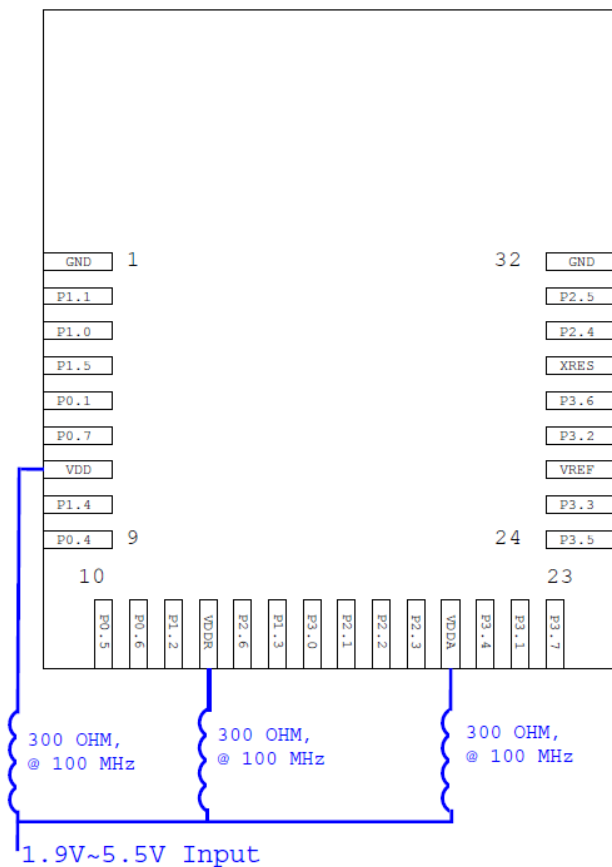 GND 1 32 GND
P1.1 P2.5
P1.0 P2.4
P1.5 XRES
P0.1 P3.6
P0.7 P3.2
VDD VREF
P1.4 P3.3
P0.4 9 24 P3.5
10 23
P0.5 P0.6 P1.2 VDDR P2.6 P1.3 P3.0 P2.1 P2.2 P2.3 VDDA P3.4 P3.1 P3.7
300 OHM,
@ 100 MHz
300 OHM,
@ 100 MHz
300 OHM,
@ 100 MHz
1.9V~5.5V Input